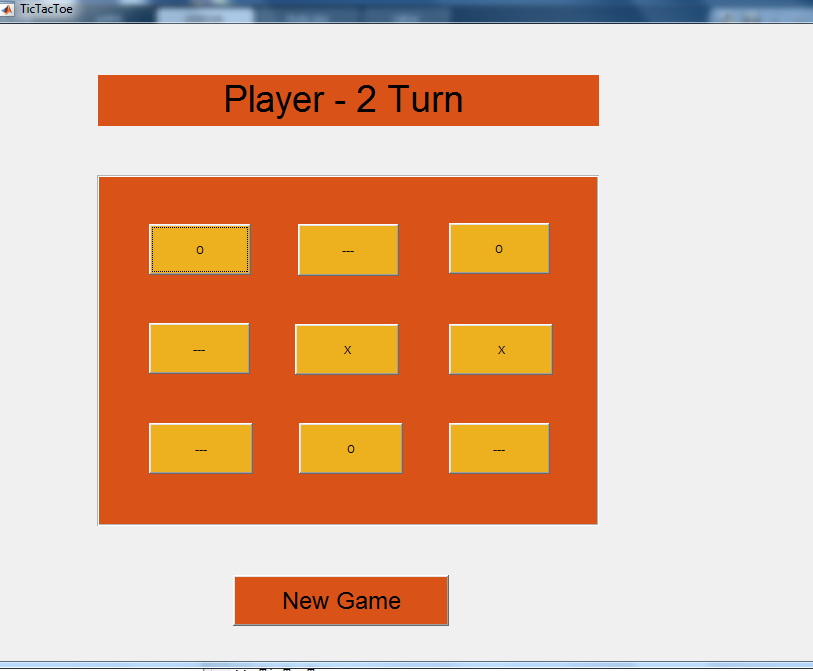 TicTacToe
Player - 2 Turn
O --- O
--- X X
--- O ---
New Game